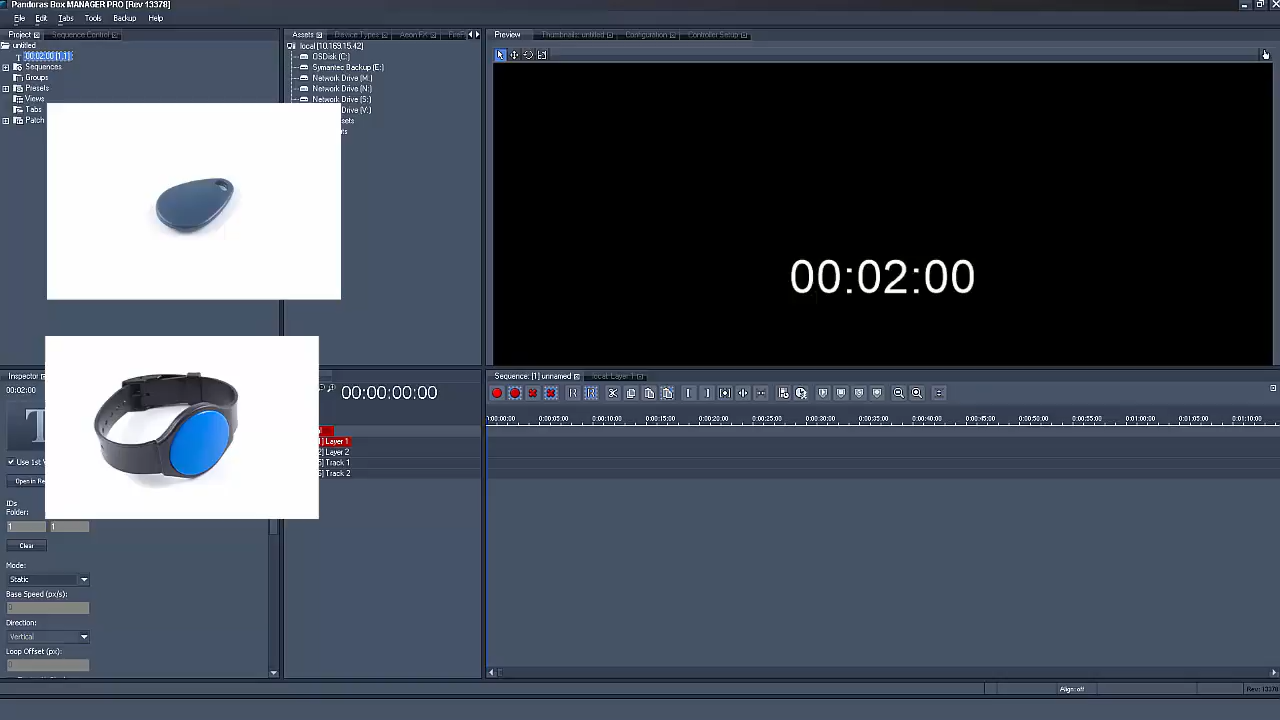 Pandoras Box MANAGER PRO [Rev 13378]
File Edit Tabs Tools Backup Help
Project Sequence Control
Assets Device Types Aeon FX
Preview Thumbnails: untitled Configuration Controller Setup
untitled
00:02:00 [1,1]
Sequences
Groups
Presets
Views
Tabs
Patch
local [10.169.15.42]
OSDisk (C:)
Symantec Backup (E:)
Network Drive (M:)
Network Drive (N:)
Network Drive (S:)
Drive (V:)
00:02:00
Inspector
00:02:00
T
Use 1st V
Open in Re
IDs
Folder:
1 1
Clear
Mode:
Static
Base Speed (px/s):
Direction:
Vertical
Loop Offset (px):
00:00:00:00
Layer 1
Layer 2
Track 1
Track 2
Sequence: [1] unnamed local: Layer 1
0:00:05:00 0:00:10:00 0:00:15:00 0:00:20:00 0:00:25:00 0:00:30:00 0:00:35:00 0:00:40:00 0:00:45:00 0:00:50:00 0:00:55:00 0:01:00:00 0:01:05:00 0:01:10:00
Align: off
Rev: 13378